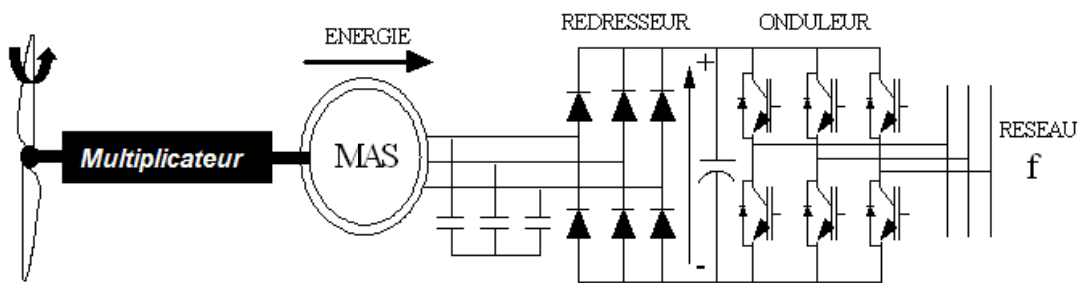 REDRESSEUR
ONDULEUR
ENERGIE
+
Multiplicateur
MAS
RESEAU
f
-